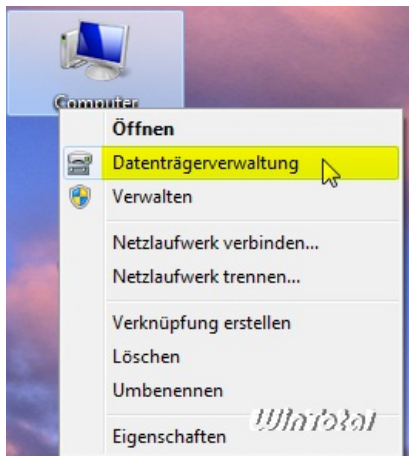 Computer
Öffnen
Datenträgerverwaltung
Verwalten
Netzlaufwerk verbinden...
Netzlaufwerk trennen...
Verknüpfung erstellen
Löschen
Umbenennen
WinTotal
Eigenschaften